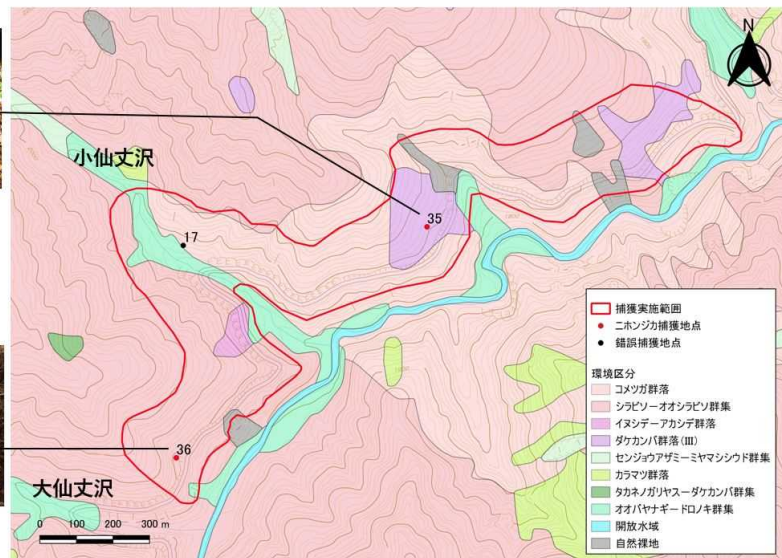 N
小仙丈沢
35
17
捕獲実施範囲
ニホンジカ捕獲地点
錯誤捕獲地点
環境区分
コメツガ群落
シラビソーオオシラビソ群集
イヌシデーアカシデ群落
ダケカンバ群落(III)
センジョウアザミーミヤマシシウド群集
カラマツ群落
タカネノガリヤスーダケカンバ群集
オオバヤナギードロノキ群集
開放水域
自然裸地
36
大仙丈沢
0 100 200 300 m